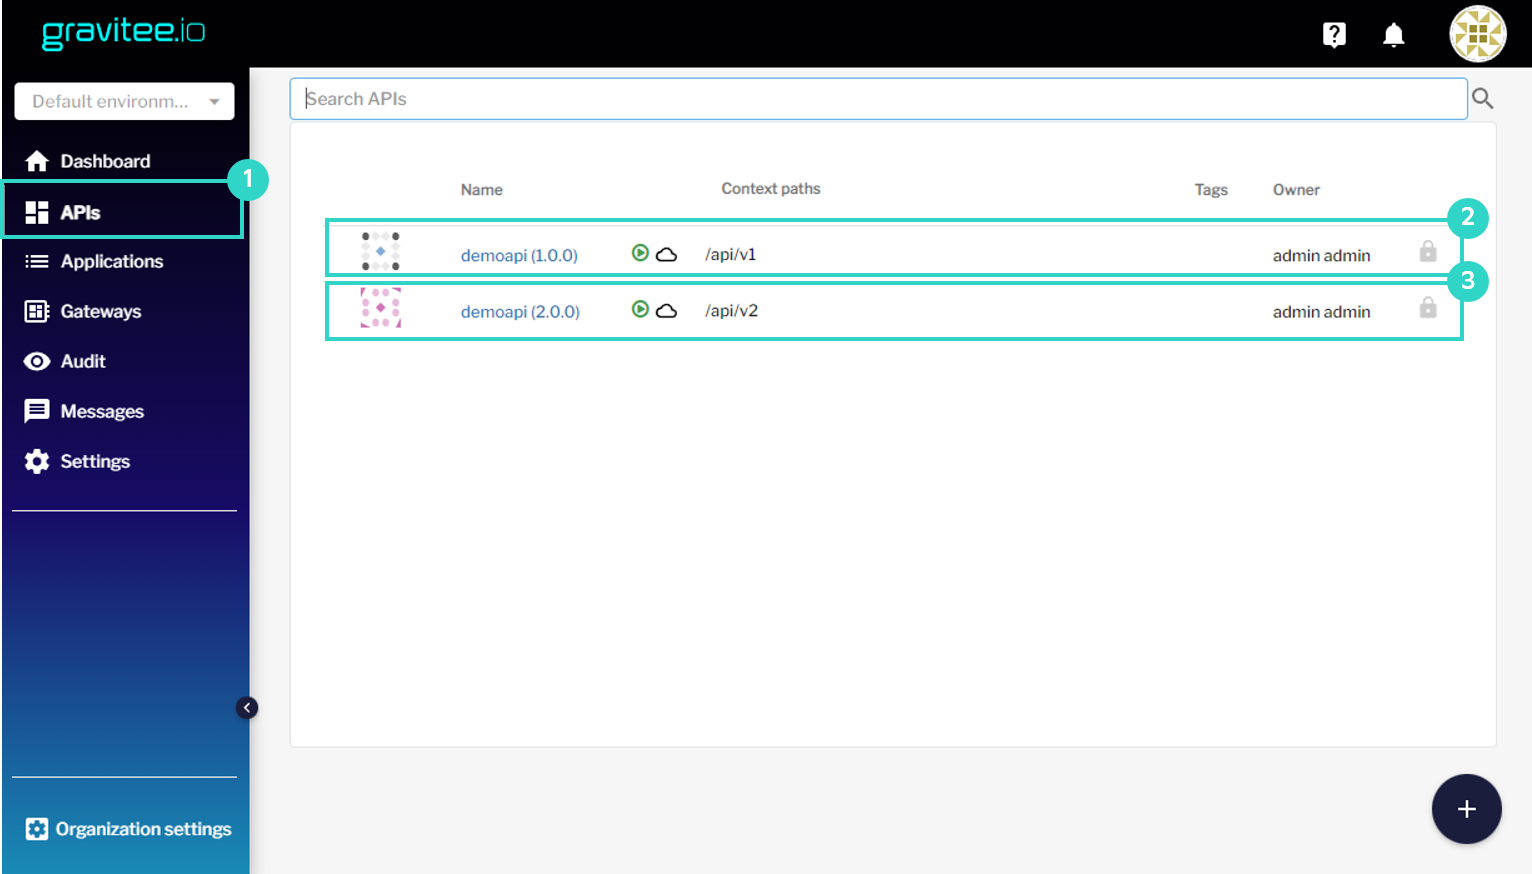 gravitee.io
?
Default environm...
Search APIs
Dashboard
1
APIs
Applications
Gateways
Audit
Messages
Settings
Organization settings
Name Context paths Tags Owner
2
demoapi (1.0.0) /api/v1 admin admin
3
demoapi (2.0.0) /api/v2 admin admin
+